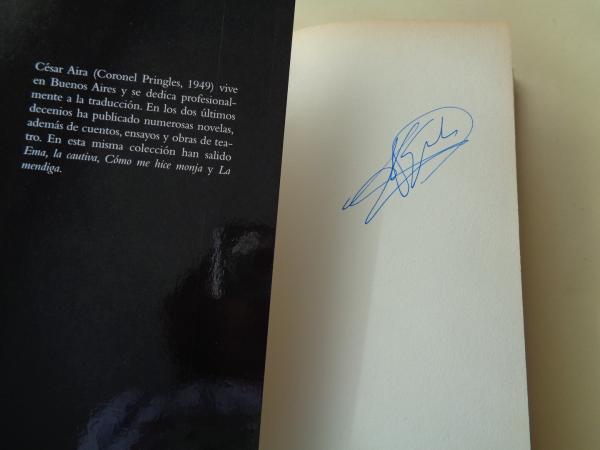 César Aira (Coronel Pringles, 1949) vive
en Buenos Aires y se dedica profesional-
mente a la traducción. En los dos últimos
decenios ha publicado numerosas novelas,
además de cuentos, ensayos y obras de tea-
tro. En esta misma colección han salido
Ema, la cautiva, Cómo me hice monja y La
mendiga.